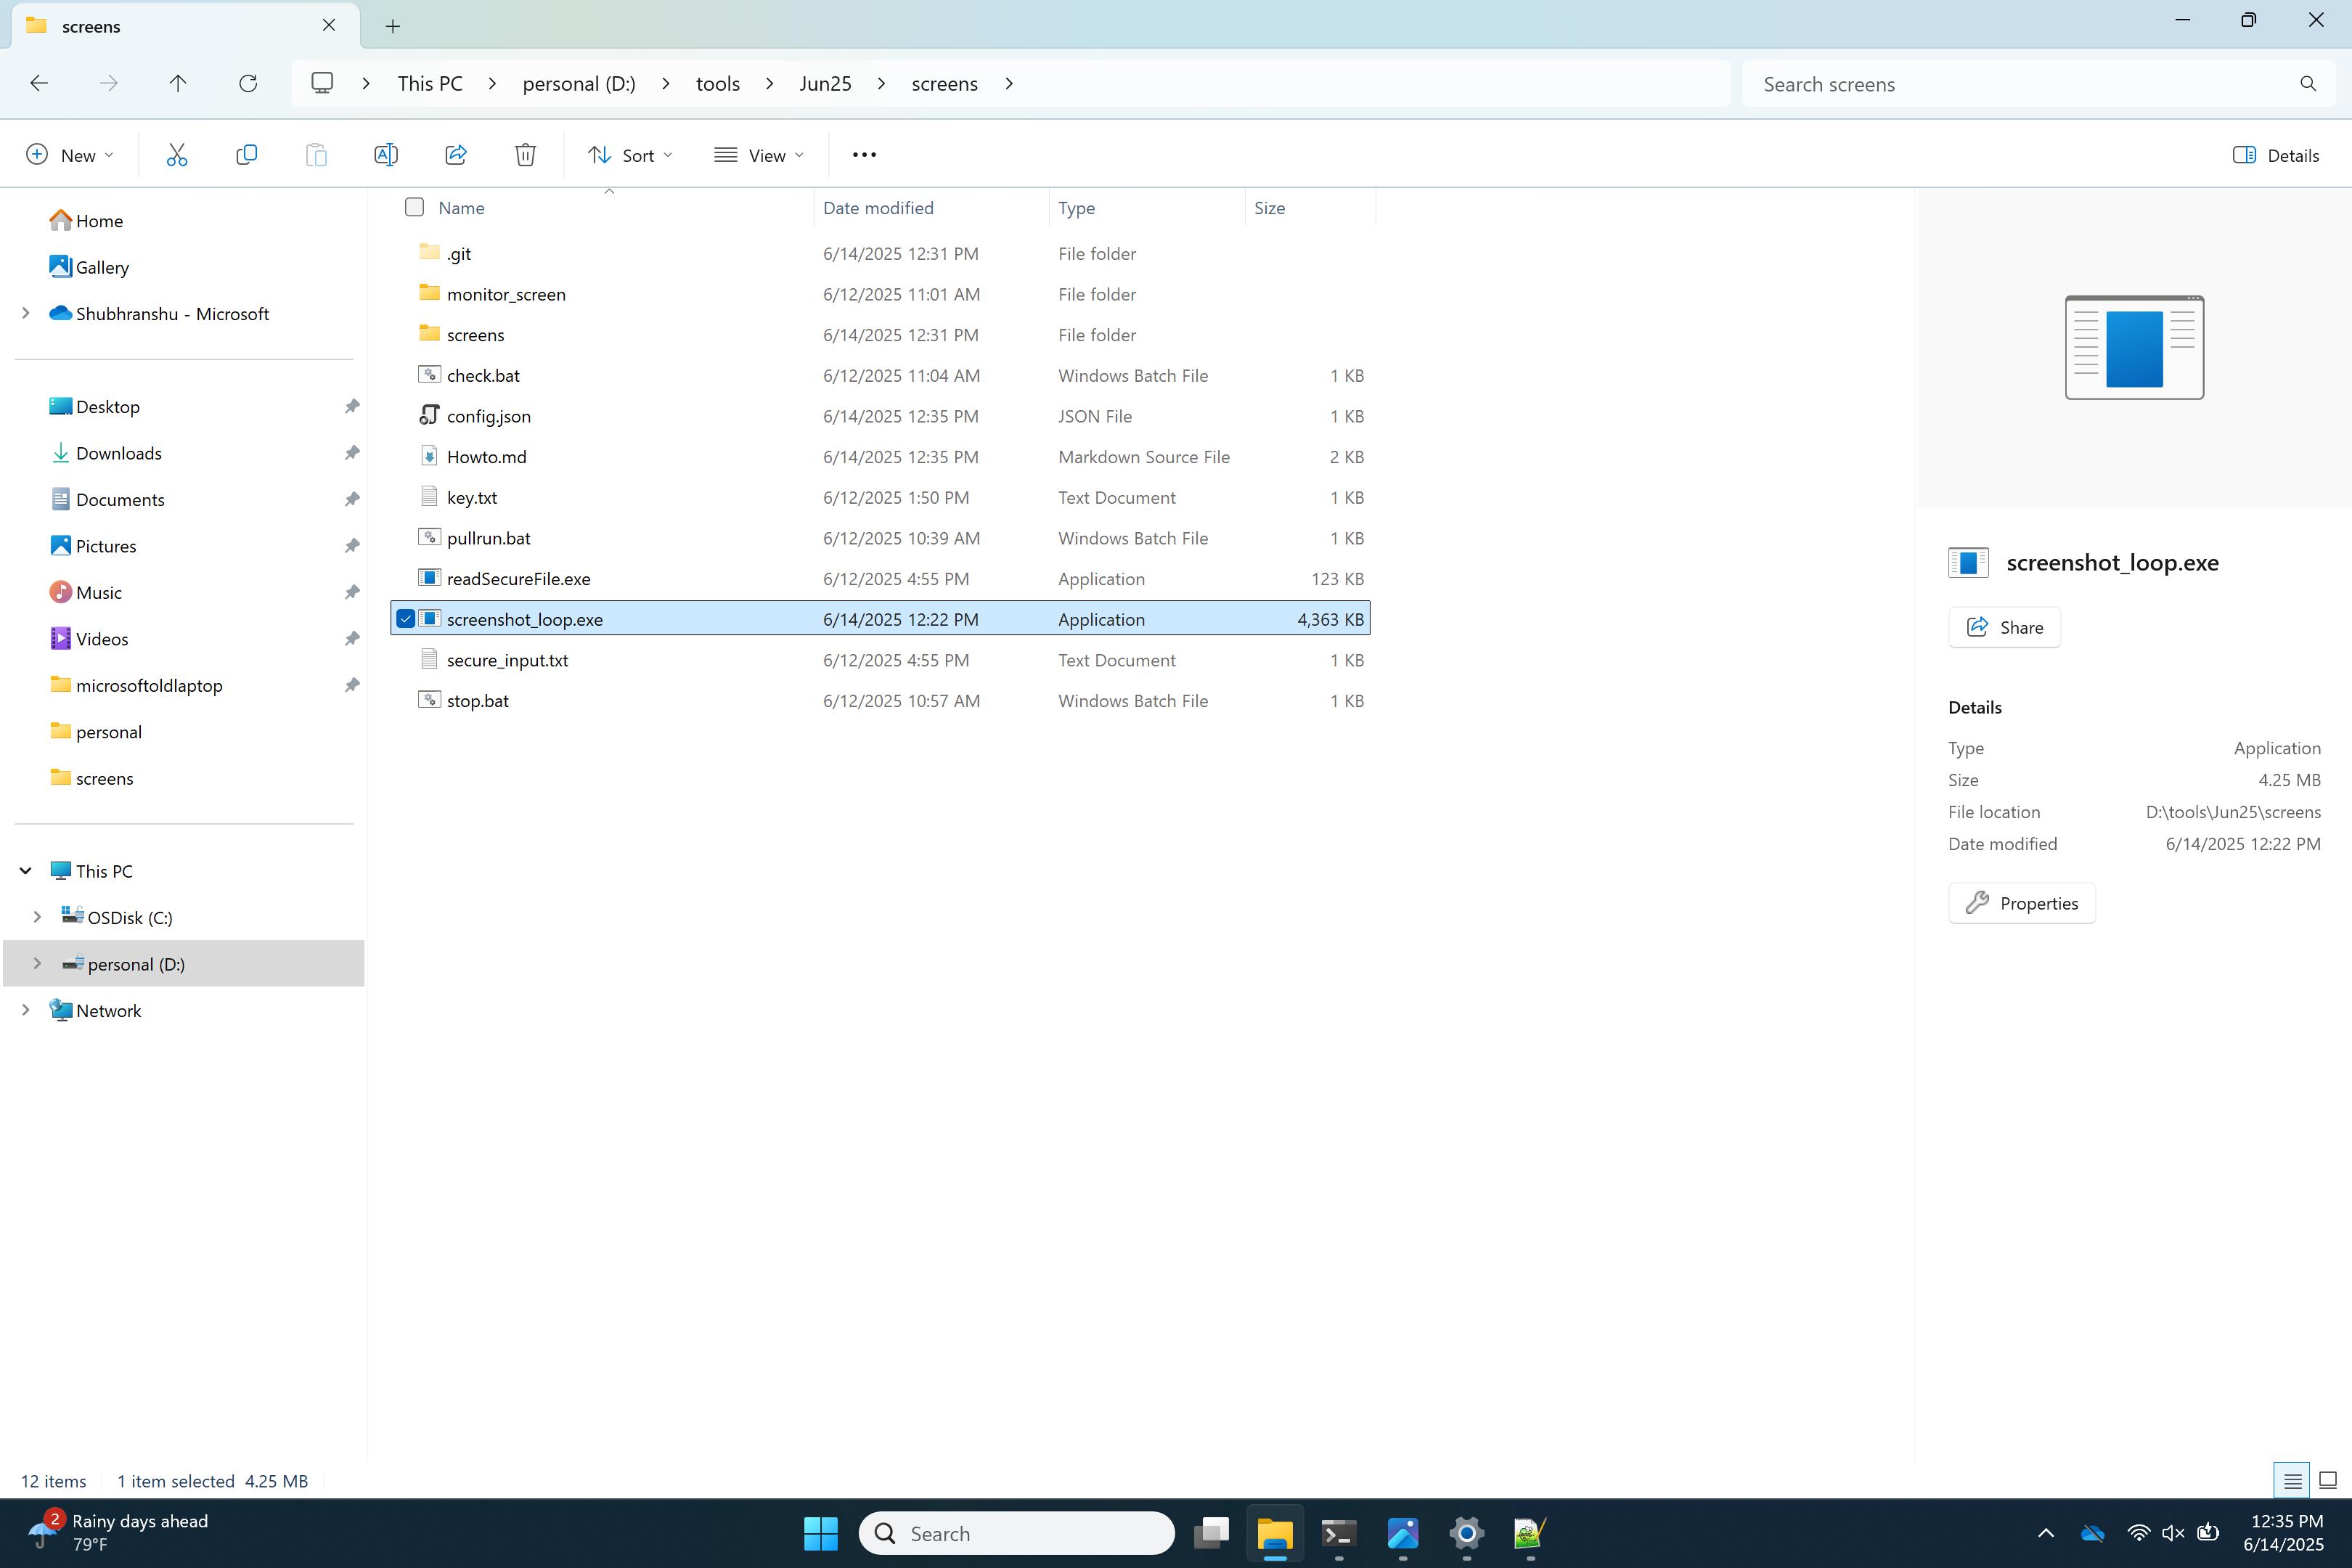 screens
This PC
personal (D:)
tools
Jun25
screens
Search screens
New
Sort
View
Details
Home
Gallery
Shubhranshu - Microsoft
Desktop
Downloads
Documents
Pictures
Music
Videos
microsoftoldlaptop
personal
screens
This PC
OSDisk (C:)
personal (D:)
Network
Name Date modified Type Size
.git 6/14/2025 12:31 PM File folder
monitor_screen 6/12/2025 11:01 AM File folder
screens 6/14/2025 12:31 PM File folder
check.bat 6/12/2025 11:04 AM Windows Batch File 1 KB
config.json 6/14/2025 12:35 PM JSON File 1 KB
Howto.md 6/14/2025 12:35 PM Markdown Source File 2 KB
key.txt 6/12/2025 1:50 PM Text Document 1 KB
pullrun.bat 6/12/2025 10:39 AM Windows Batch File 1 KB
readSecureFile.exe 6/12/2025 4:55 PM Application 123 KB
screenshot_loop.exe 6/14/2025 12:22 PM Application 4,363 KB
secure_input.txt 6/12/2025 4:55 PM Text Document 1 KB
stop.bat 6/12/2025 10:57 AM Windows Batch File 1 KB
screenshot_loop.exe
Share
Details
Type Application
Size 4.25 MB
File location D:\tools\Jun25\screens
Date modified 6/14/2025 12:22 PM
Properties
12 items 1 item selected 4.25 MB
2
Rainy days ahead
79°F
Search
12:35 PM
6/14/2025